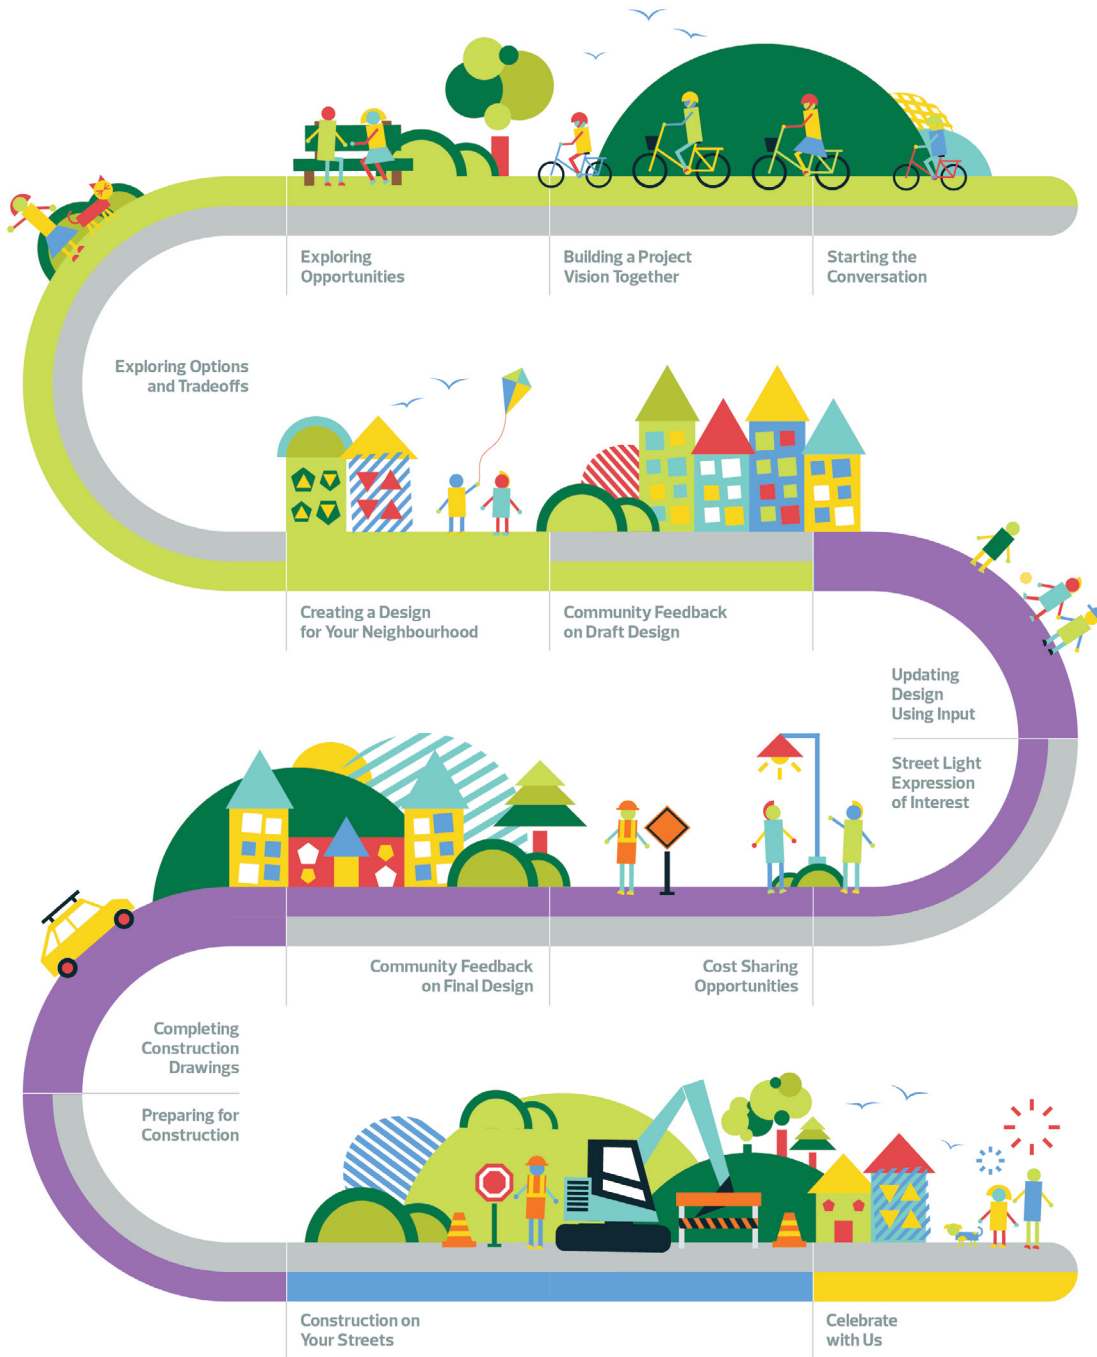 Exploring
Opportunities
Building a Project
Vision Together
Starting the
Conversation
Exploring Options
and Tradeoffs
Creating a Design
for Your Neighbourhood
Community Feedback
on Draft Design
Updating
Design
Using Input
Street Light
Expression
of Interest
Community Feedback
on Final Design
Cost Sharing
Opportunities
Completing
Construction
Drawings
Preparing for
Construction
Construction on
Your Streets
Celebrate
with Us